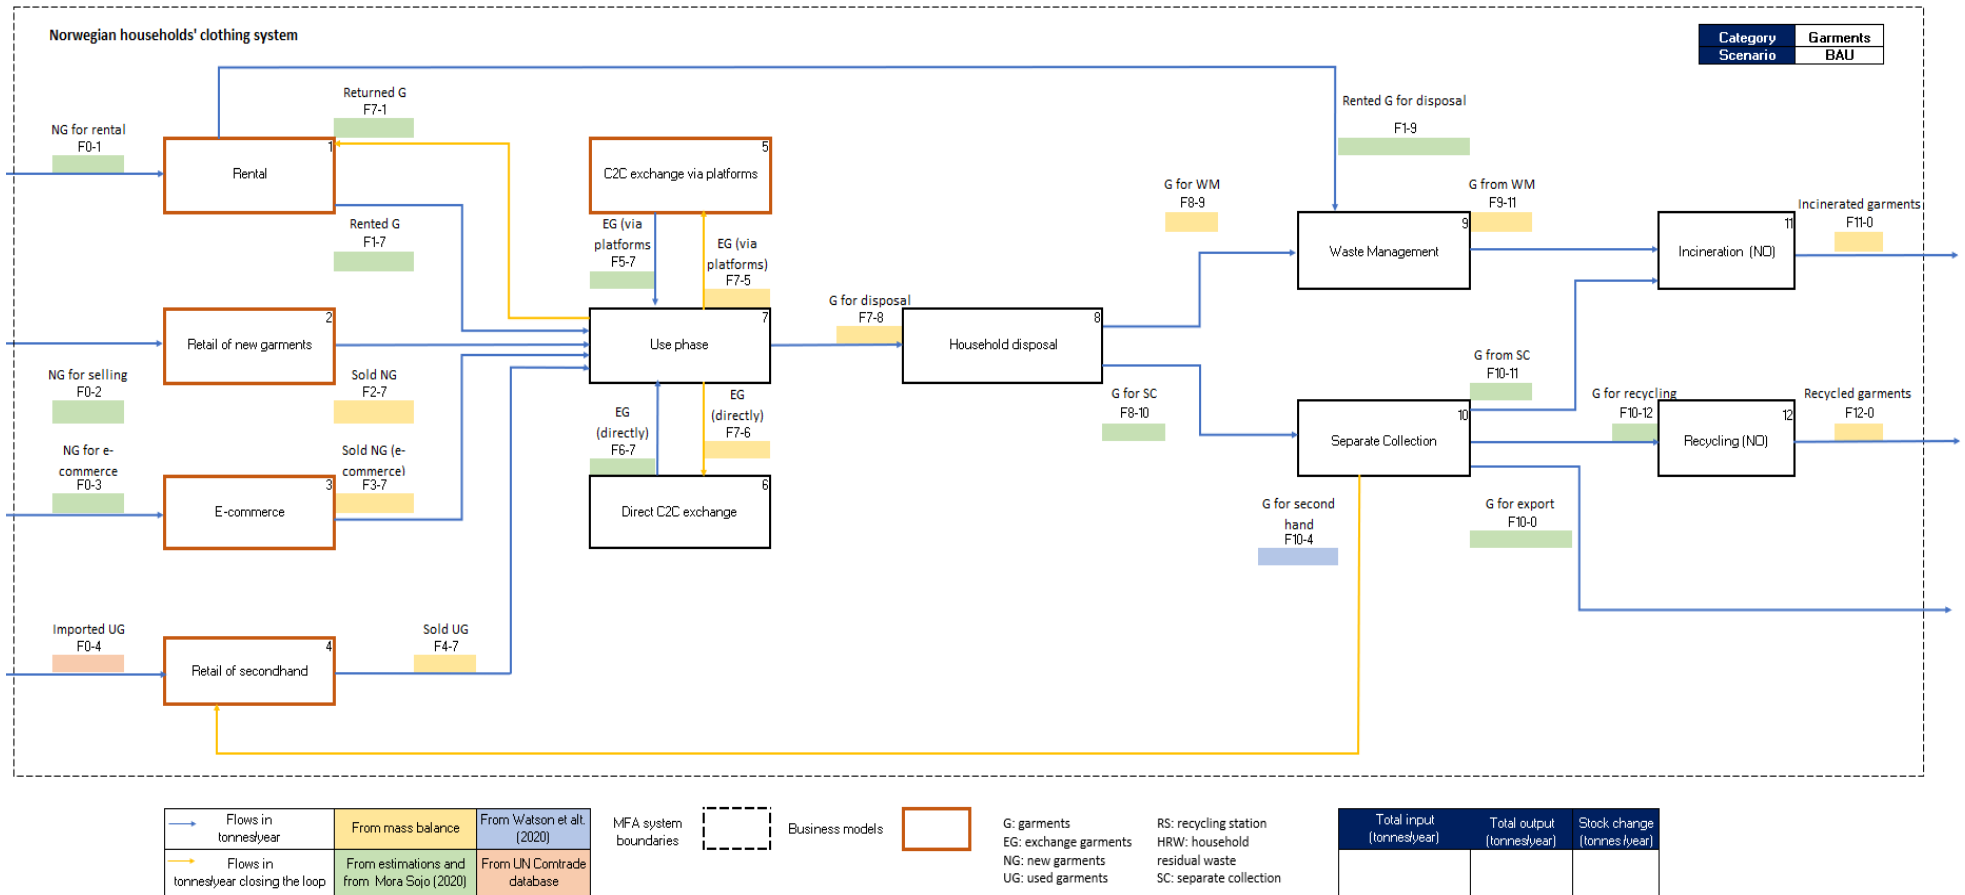 Norwegian households' clothing system
Category Garments
Scenario BAU
Returned G
F7-1
Rented G for disposal
F1-9
NG for rental
F0-1
1
Rental
5
C2C exchange via platforms
G for WM
F8-9
G from WM
F9-11
Incinerated garments
F11-0
Rented G
F1-7
EG (via
platforms
F5-7
EG (via
platforms)
F7-5
9
Waste Management
11
Incineration (NO)
G for disposal
F7-8
2
Retail of new garments
7
Use phase
8
Household disposal
NG for selling
F0-2
Sold NG
F2-7
EG
(directly)
F6-7
EG
(directly)
F7-6
G for SC
F8-10
G from SC
F10-11
G for recycling
F10-12
Recycled garments
F12-0
10
Separate Collection
12
Recycling (NO)
NG for e-
commerce
F0-3
Sold NG (e-
commerce)
F3-7
3
E-commerce
6
Direct C2C exchange
G for second
hand
F10-4
G for export
F10-0
Imported UG
F0-4
Sold UG
F4-7
4
Retail of secondhand
Flows in
tonnes/year
From mass balance
From Watson et alt.
(2020)
Flows in
tonnes/year closing the loop
From estimations and
from Mora Sojo (2020)
From UN Comtrade
database
MFA system
boundaries
Business models
G: garments
EG: exchange garments
NG: new garments
UG: used garments
RS: recycling station
HRW: household
residual waste
SC: separate collection
Total input
(tonnes/year)
Total output
(tonnes/year)
Stock change
(tonnes /year)